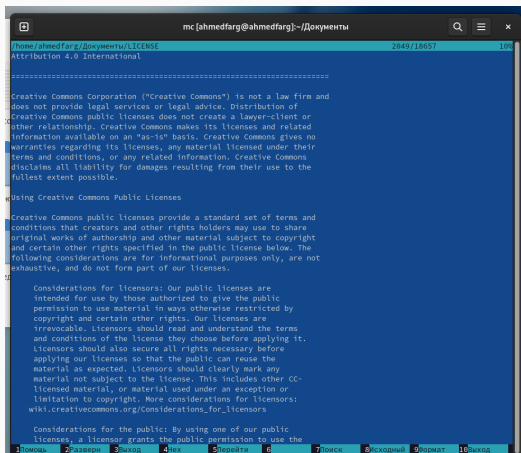 mc [ahmedfarg@ahmedfarg]:~/Документы
/home/ahmedfarg/Документы/LICENSE 2049/18657 10%
Attribution 4.0 International
=======================================================================
Creative Commons Corporation ("Creative Commons") is not a law firm and
does not provide legal services or legal advice. Distribution of
Creative Commons public licenses does not create a lawyer-client or
other relationship. Creative Commons makes its licenses and related
information available on an "as-is" basis. Creative Commons gives no
warranties regarding its licenses, any material licensed under their
terms and conditions, or any related information. Creative Commons
disclaims all liability for damages resulting from their use to the
fullest extent possible.
Using Creative Commons Public Licenses
Creative Commons public licenses provide a standard set of terms and
conditions that creators and other rights holders may use to share
original works of authorship and other material subject to copyright
and certain other rights specified in the public license below. The
following considerations are for informational purposes only, are not
exhaustive, and do not form part of our licenses.
Considerations for licensors: Our public licenses are
intended for use by those authorized to give the public
permission to use material in ways otherwise restricted by
copyright and certain other rights. Our licenses are
irrevocable. Licensors should read and understand the terms
and conditions of the license they choose before applying it.
Licensors should also secure all rights necessary before
applying our licenses so that the public can reuse the
material as expected. Licensors should clearly mark any
material not subject to the license. This includes other CC-
licensed material, or material used under an exception or
limitation to copyright. More considerations for licensors:
wiki.creativecommons.org/Considerations_for_licensors
Considerations for the public: By using one of our public
licenses, a licensor grants the public permission to use the
1Помощь 2Разверн 3Выход 4Hex 5Перейти 6 7Поиск 8Исходный 9Формат 10Выход